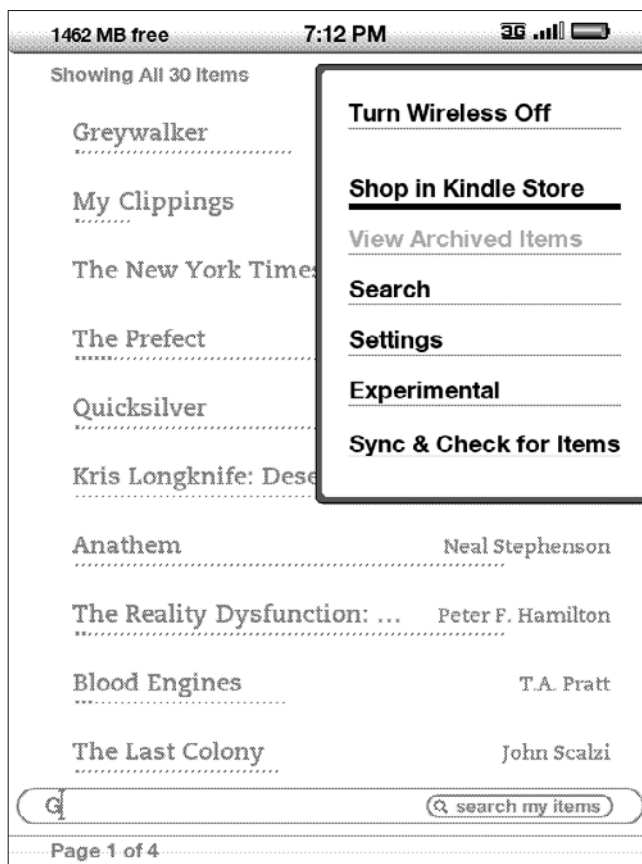 1462 MB free 7:12 PM 3G
Showing All 30 Items
Turn Wireless Off
Greywalker
Shop in Kindle Store
My Clippings
View Archived Items
The New York Times
Search
The Prefect
Settings
Experimental
Quicksilver
Sync & Check for Items
Kris Longknife: Dese
Anathem Neal Stephenson
The Reality Dysfunction: ... Peter F. Hamilton
Blood Engines T.A. Pratt
The Last Colony John Scalzi
G search my items
Page 1 of 4